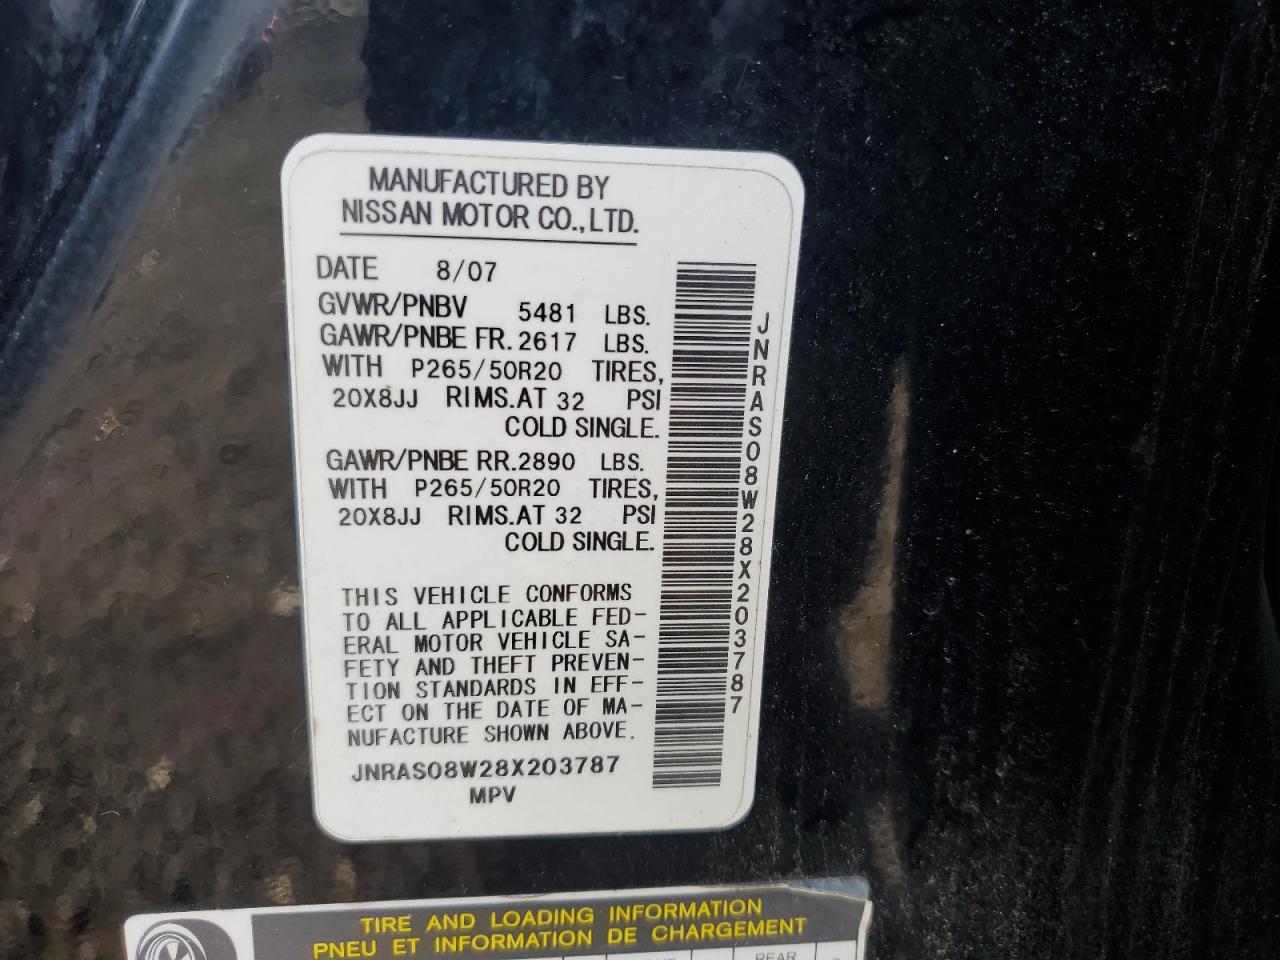 MANUFACTURED BY
NISSAN MOTOR CO., LTD.
DATE 8/07
GVWR/PNBV 5481 LBS.
GAWR/PNBE FR. 2617 LBS.
WITH P265/50R20 TIRES,
20X8JJ RIMS. AT 32 PSI
COLD SINGLE.
GAWR/PNBE RR. 2890 LBS.
WITH P265/50R20 TIRES,
20X8JJ RIMS. AT 32 PSI
COLD SINGLE.
THIS VEHICLE CONFORMS
TO ALL APPLICABLE FED-
ERAL MOTOR VEHICLE SA-
FETY AND THEFT PREVEN-
TION STANDARDS IN EFF-
ECT ON THE DATE OF MA-
NUFACTURE SHOWN ABOVE.
JNRAS08W28X203787
MPV
JNRAS08W28X203787
TIRE AND LOADING INFORMATION
PNEU ET INFORMATION DE CHARGEMENT
REAR